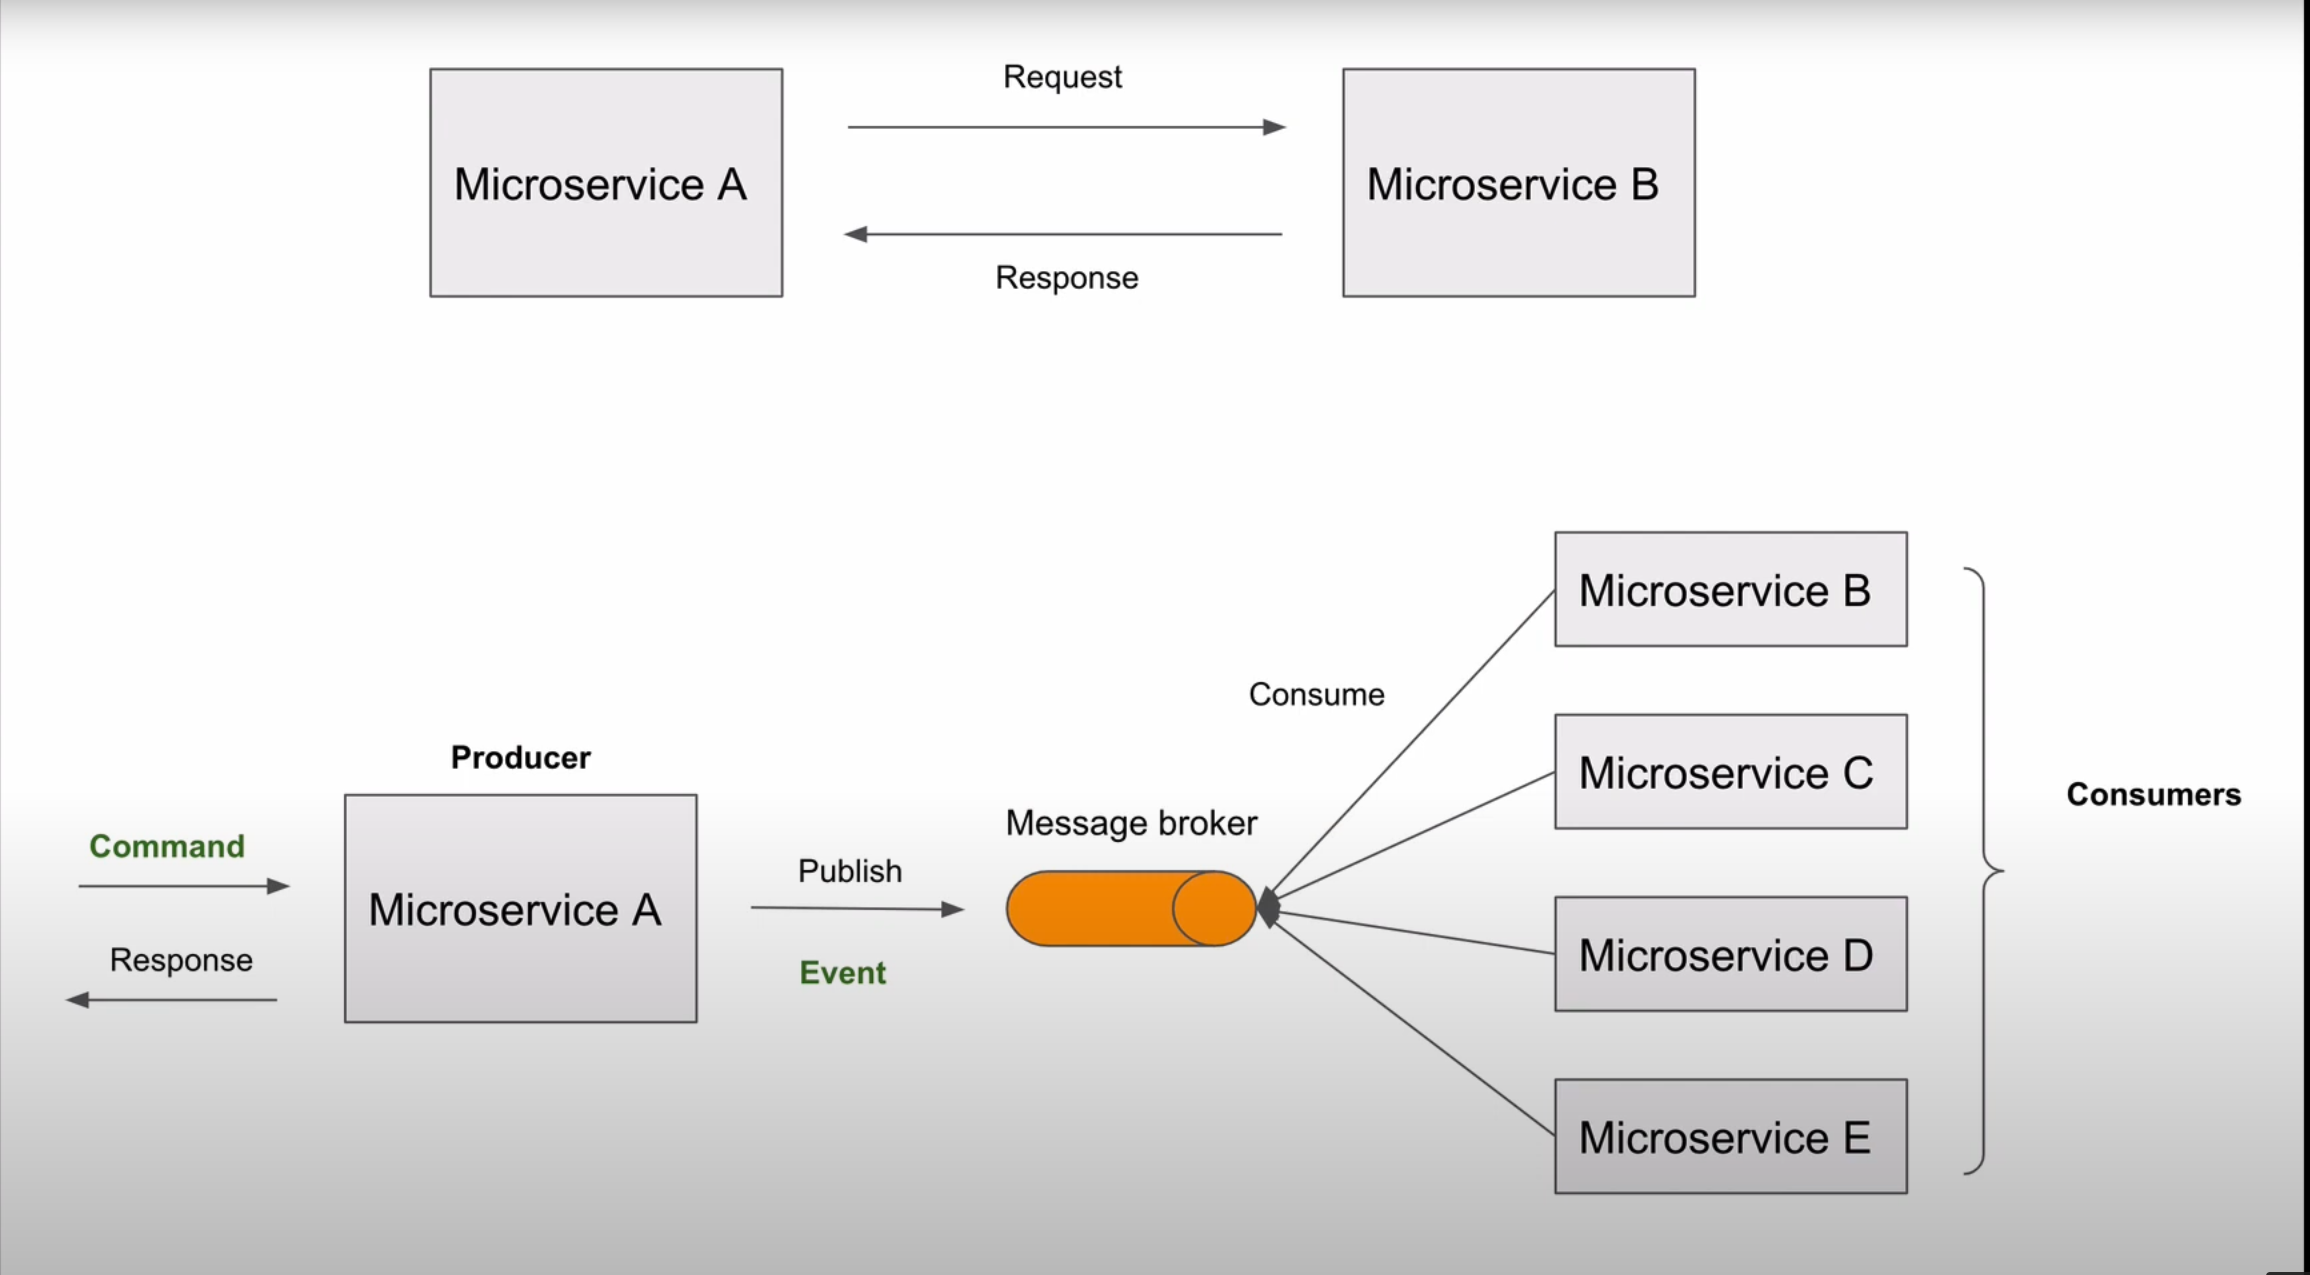 Request
Microservice A
Microservice B
Response
Microservice B
Consume
Microservice C
Producer
Consumers
Message broker
Command
Publish
Microservice A
Response
Event
Microservice D
Microservice E